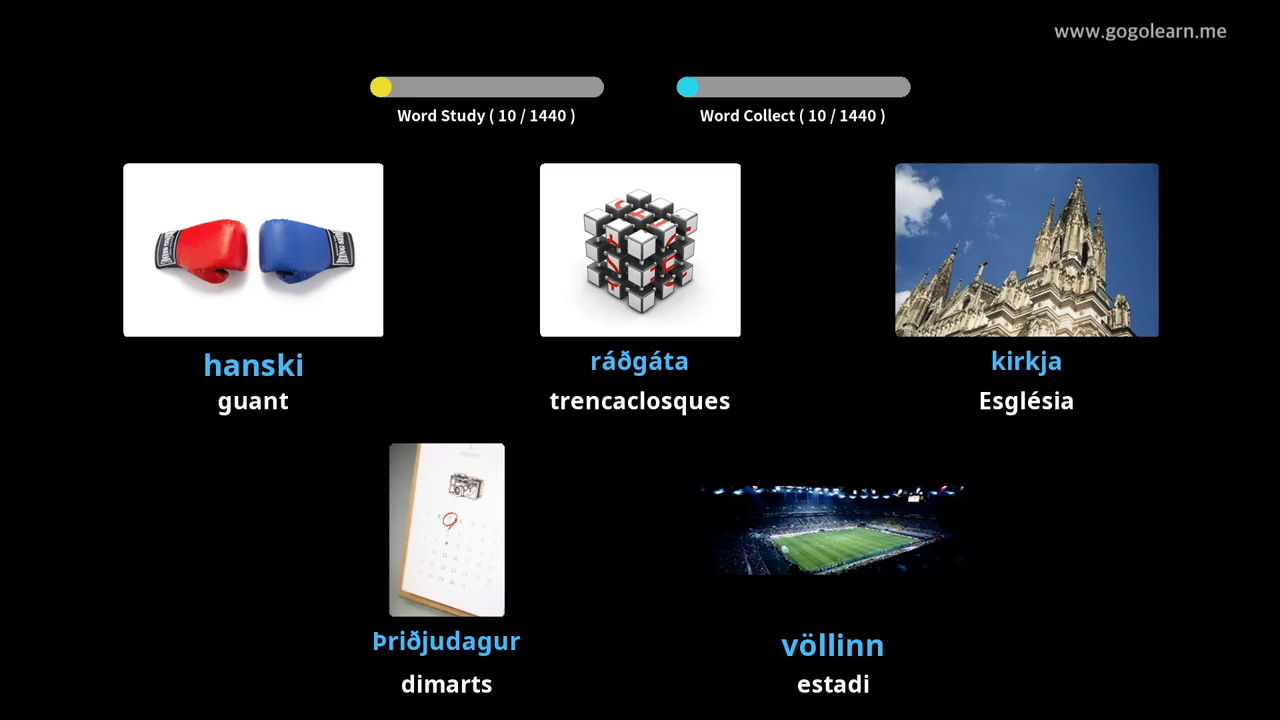 www.gogolearn.me
Word Study ( 10 / 1440 )
Word Collect ( 10 / 1440 )
hanski
guant
ráðgáta
trencaclosques
kirkja
Església
Þriðjudagur
dimarts
völlinn
estadi